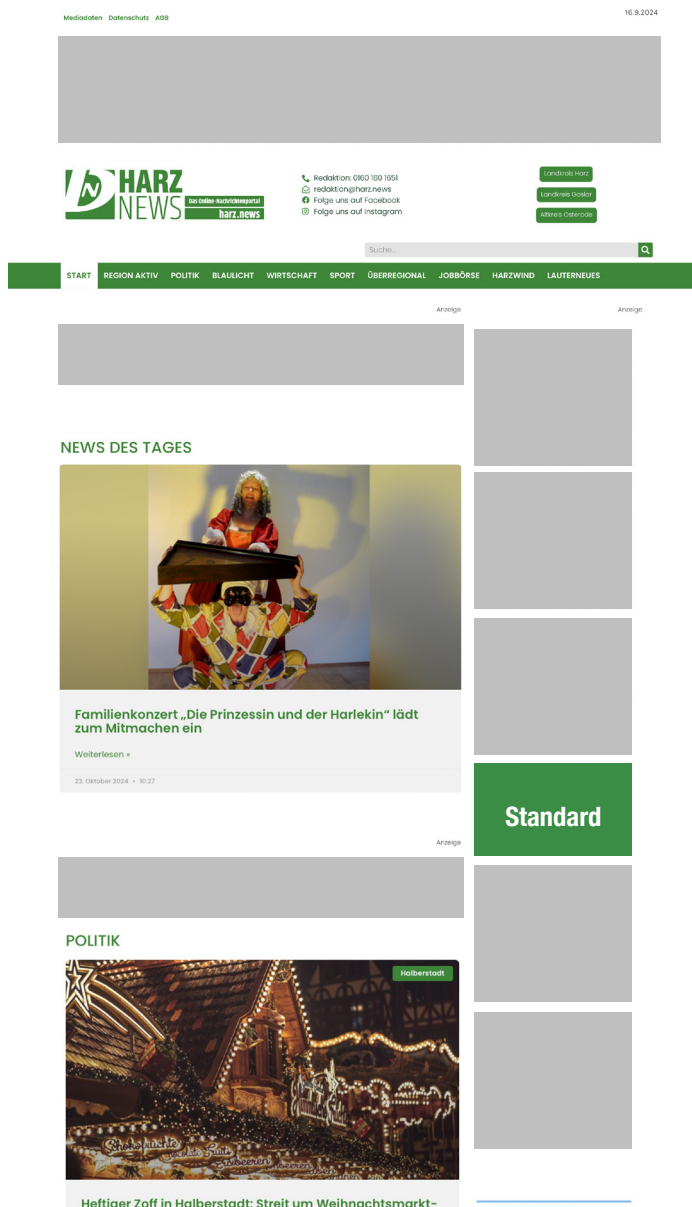 Mediadaten Datenschutz AGB
16.9.2024
HARZ
NEWS
Das Online-Nachrichtenportal
harz.news
Redaktion: 0160 160 1651
redaktion@harz.news
Folge uns auf Facebook
Folge uns auf Instagram
Landkreis Harz
Landkreis Goslar
Altkreis Osterode
Suche...
START REGION AKTIV POLITIK BLAULICHT WIRTSCHAFT SPORT ÜBERREGIONAL JOBBÖRSE HARZWIND LAUTERNEUES
Anzeige
Anzeige
NEWS DES TAGES
Familienkonzert „Die Prinzessin und der Harlekin“ lädt
zum Mitmachen ein
Weiterlesen »
23. Oktober 2024 • 10:27
Standard
Anzeige
POLITIK
Halberstadt
Schokofrüchte
Heftiger Zoff in Halberstadt: Streit um Weihnachtsmarkt-